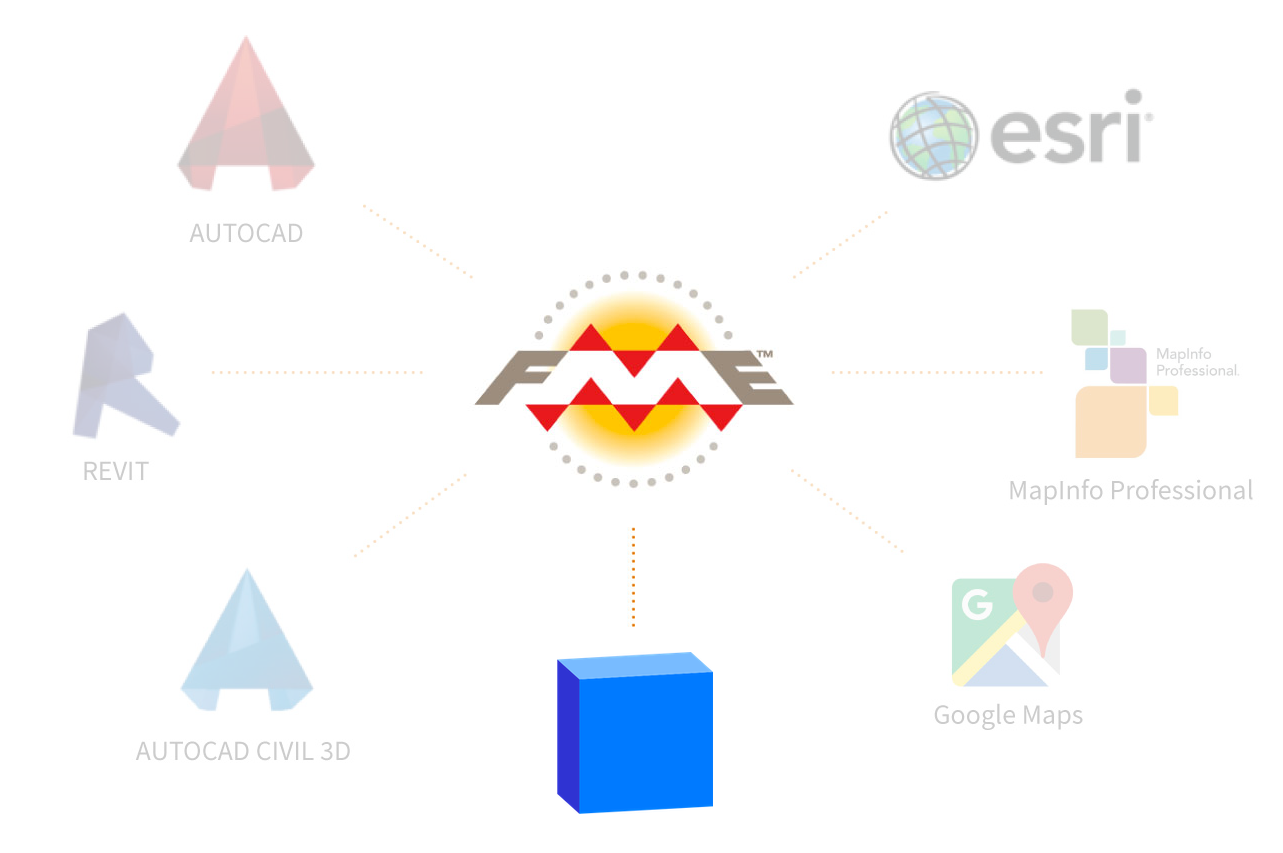 esri
AUTOCAD
FME™
MapInfo
Professional.
REVIT
MapInfo Professional
G
Google Maps
AUTOCAD CIVIL 3D